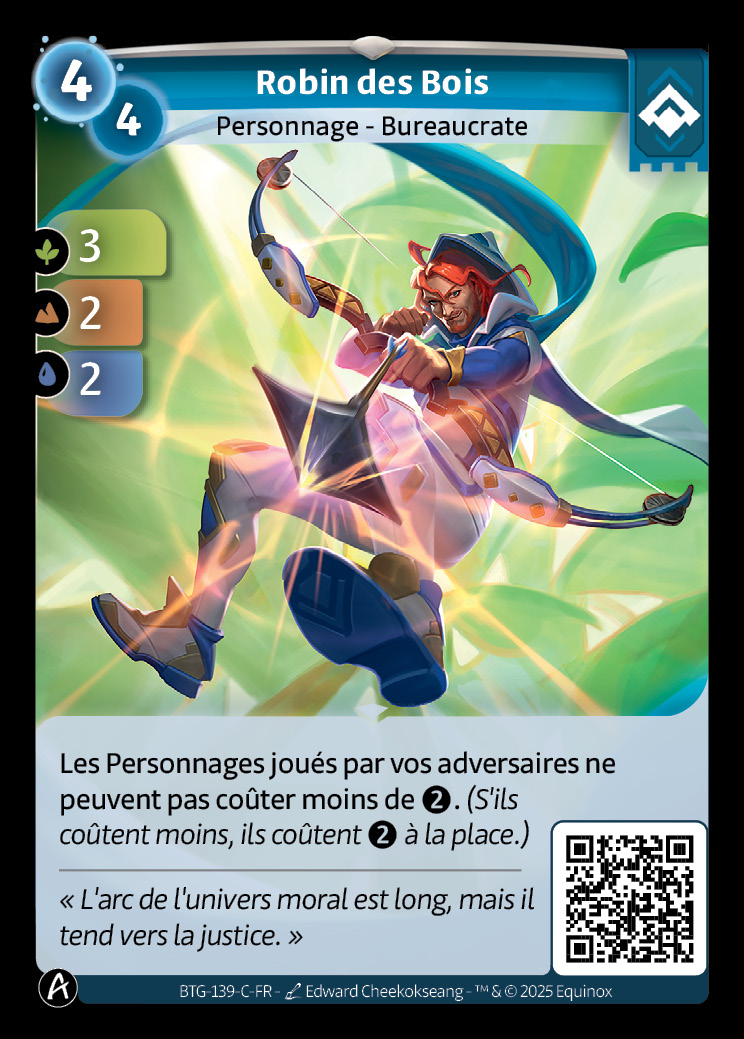 4
4
Robin des Bois
Personnage - Bureaucrate
3
2
2
Les Personnages joués par vos adversaires ne
peuvent pas coûter moins de 2. (S'ils
coûtent moins, ils coûtent 2 à la place.)
« L'arc de l'univers moral est long, mais il
tend vers la justice. »
A
BTG-139-C-FR - Edward Cheekokseang - ™ & © 2025 Equinox